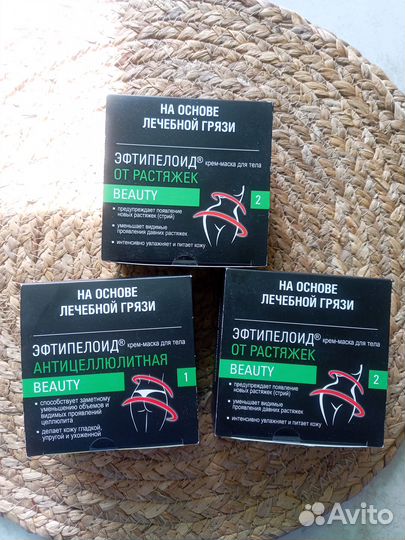 НА ОСНОВЕ
ЛЕЧЕБНОЙ ГРЯЗИ
ЭФТИПЕЛОИД® крем-маска для тела
ОТ РАСТЯЖЕК
BEAUTY 2
• предупреждает появление
новых растяжек (стрий)
• уменьшает видимые
проявления давних растяжек
• интенсивно увлажняет и питает кожу
НА ОСНОВЕ
ЛЕЧЕБНОЙ ГРЯЗИ
ЭФТИПЕЛОИД® крем-маска для тела
АНТИЦЕЛЛЮЛИТНАЯ
BEAUTY 1
• способствует заметному
уменьшению объемов и
видимых проявлений
целлюлита
• делает кожу гладкой,
упругой и ухоженной
НА ОСНОВЕ
ЛЕЧЕБНОЙ ГРЯЗИ
ЭФТИПЕЛОИД® крем-маска для тела
ОТ РАСТЯЖЕК
BEAUTY 2
• предупреждает появление
новых растяжек (стрий)
• уменьшает видимые
проявления давних растяжек
• интенсивно увлажняет и питает кожу
Avito